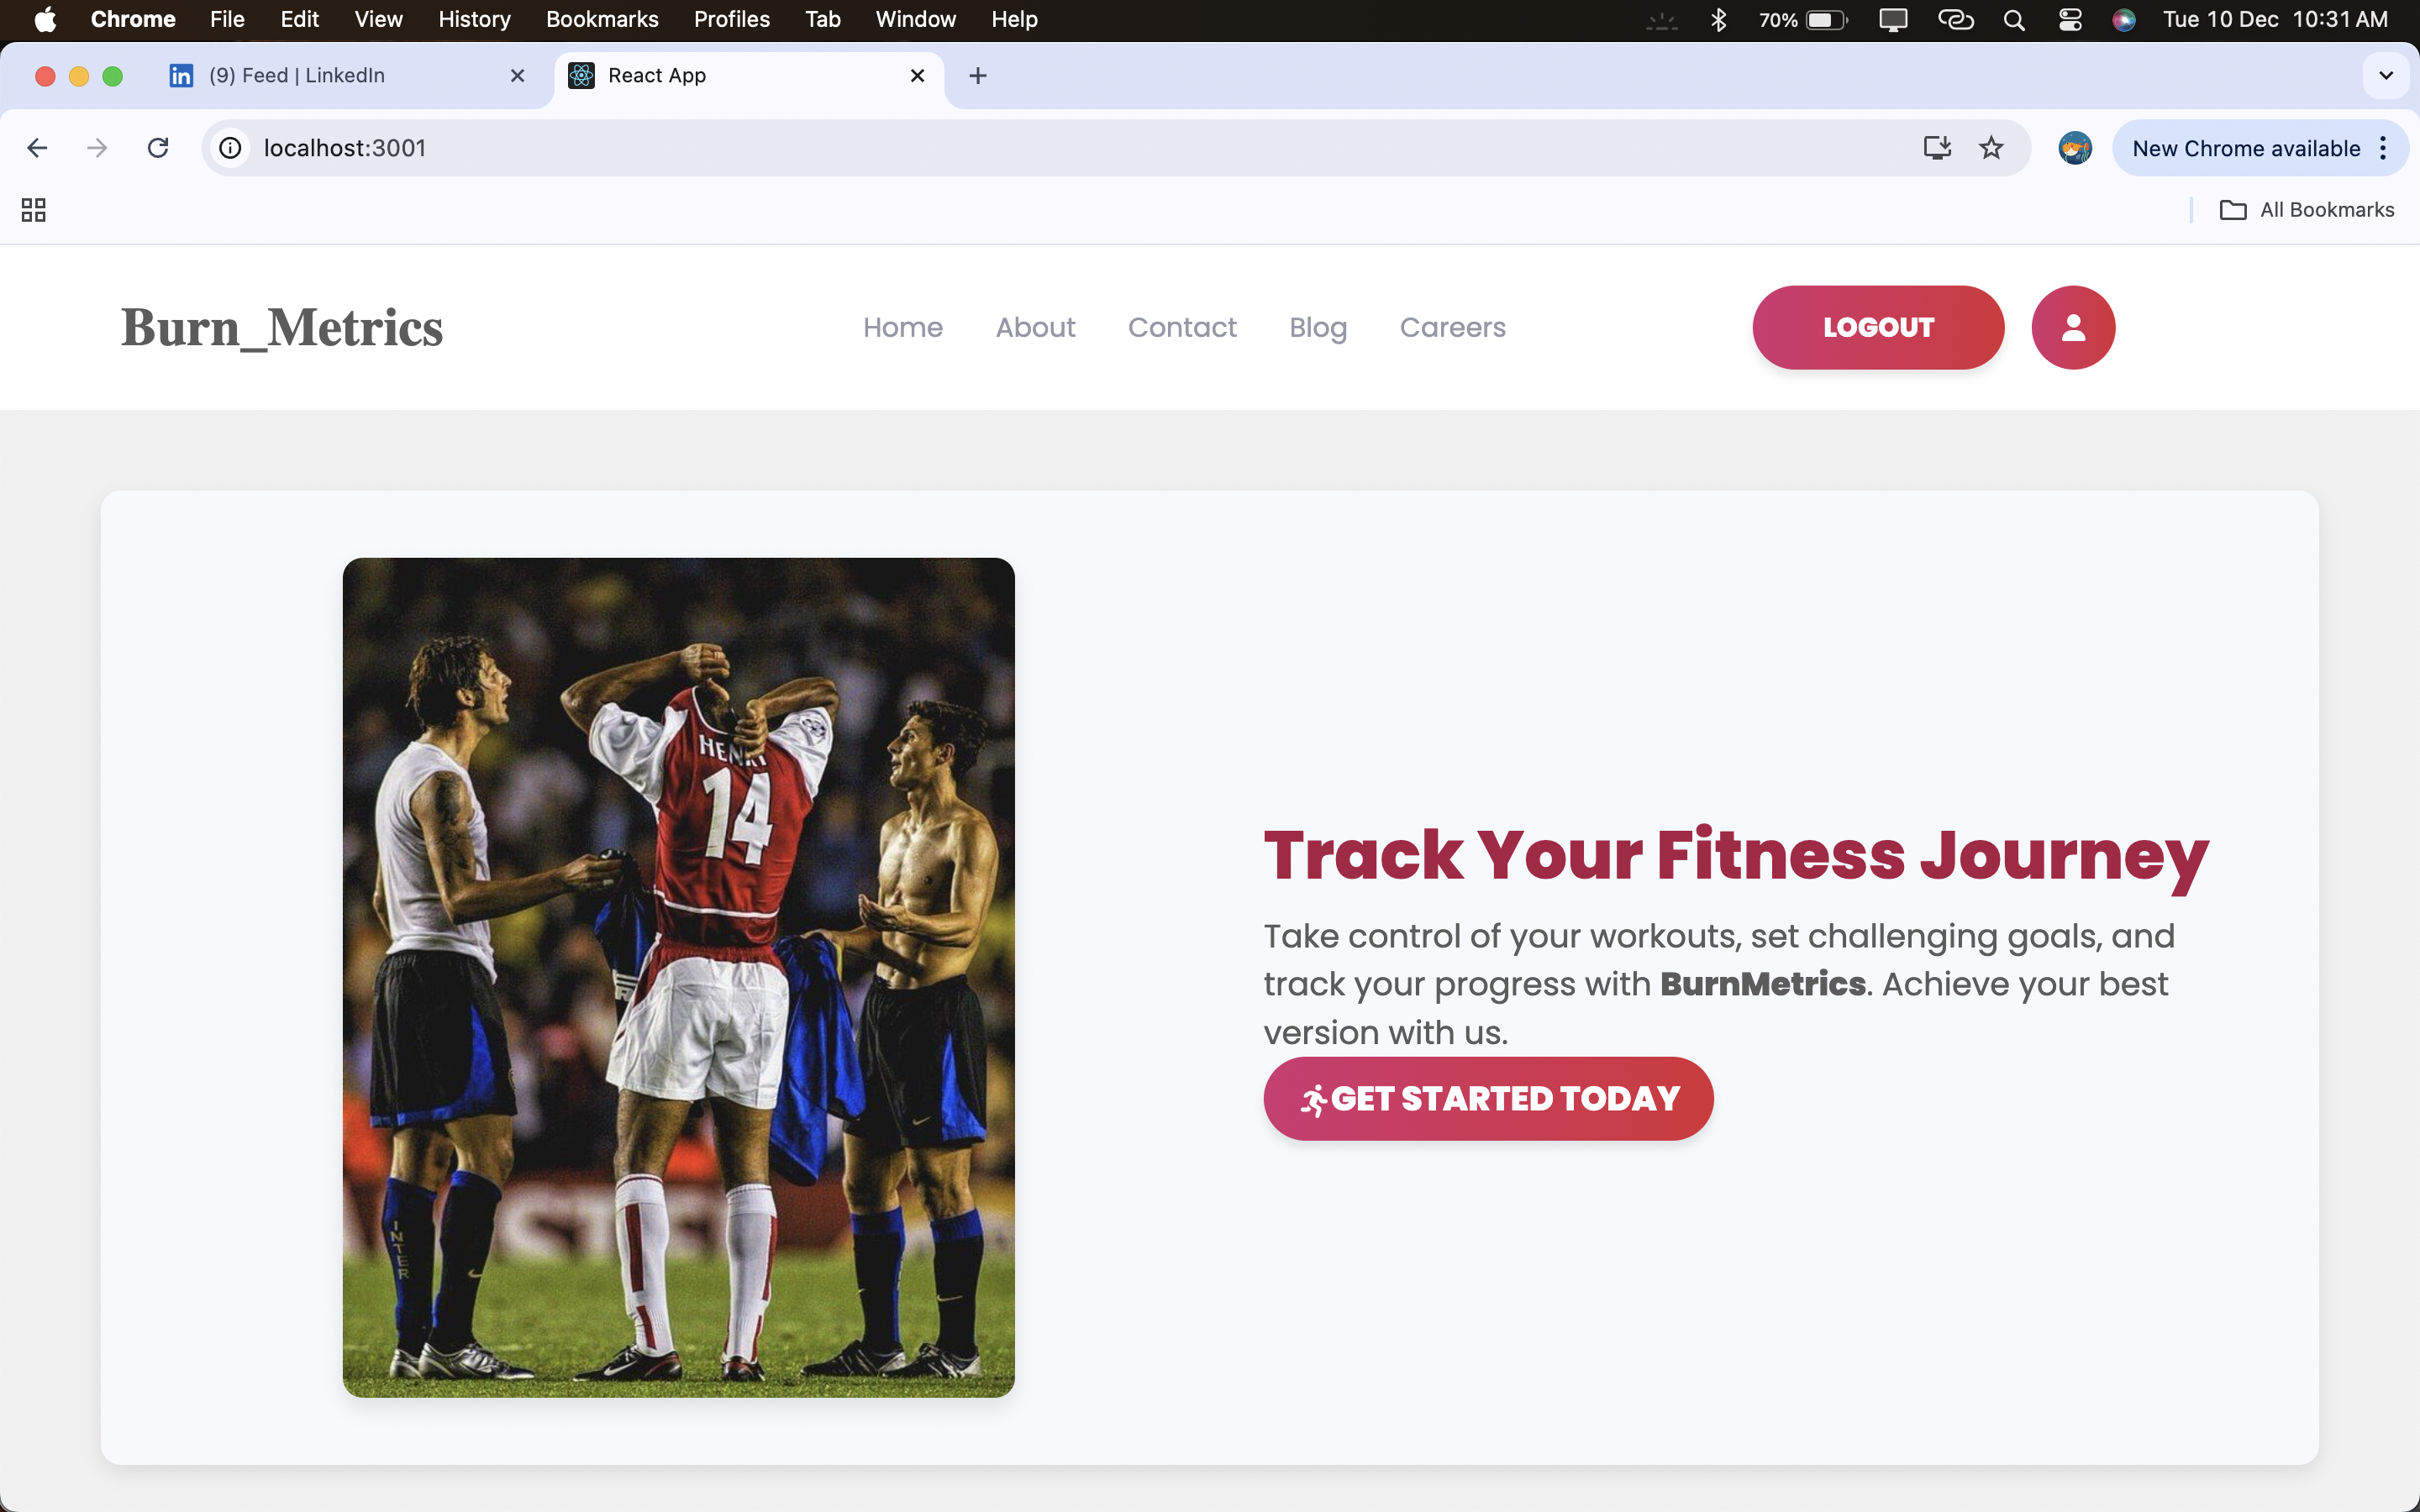 Chrome File Edit View History Bookmarks Profiles Tab Window Help 70% Tue 10 Dec 10:31 AM
in (9) Feed | LinkedIn React App
localhost:3001 New Chrome available
All Bookmarks
Burn_Metrics Home About Contact Blog Careers LOGOUT
HENRY
14
INTER
Track Your Fitness Journey
Take control of your workouts, set challenging goals, and
track your progress with BurnMetrics. Achieve your best
version with us.
GET STARTED TODAY